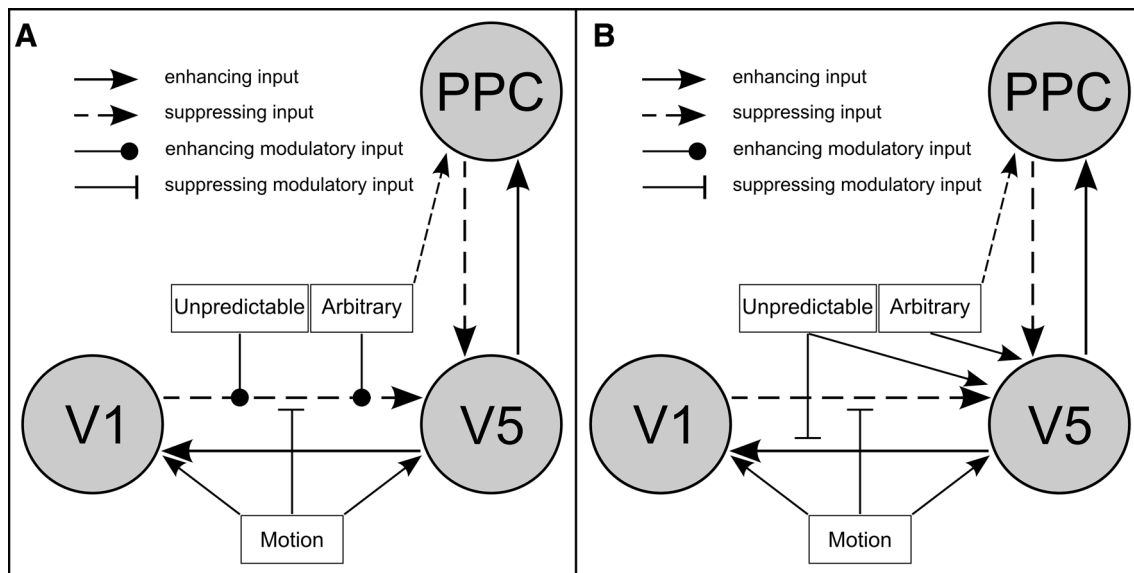 A
enhancing input
suppressing input
enhancing modulatory input
suppressing modulatory input
PPC
Unpredictable
Arbitrary
V1
V5
Motion
B
enhancing input
suppressing input
enhancing modulatory input
suppressing modulatory input
PPC
Unpredictable
Arbitrary
V1
V5
Motion